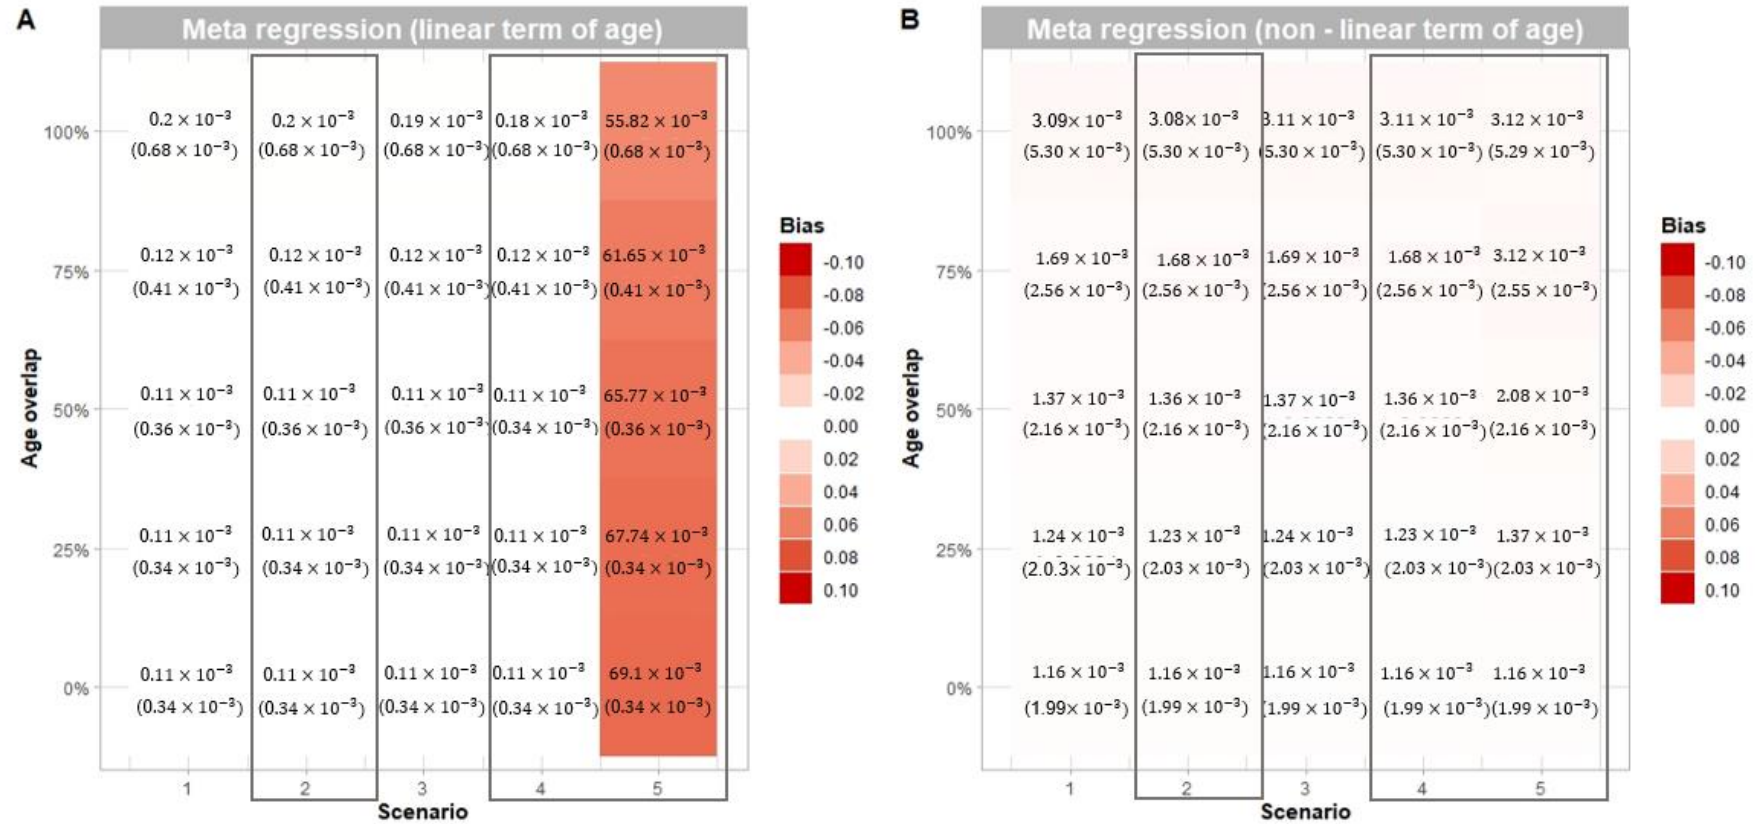 A
Meta regression (linear term of age)
Age overlap
100%
0.2 × 10⁻³ 0.2 × 10⁻³ 0.19 × 10⁻³ 0.18 × 10⁻³ 55.82 × 10⁻³
(0.68 × 10⁻³) (0.68 × 10⁻³) (0.68 × 10⁻³) (0.68 × 10⁻³) (0.68 × 10⁻³)
75%
0.12 × 10⁻³ 0.12 × 10⁻³ 0.12 × 10⁻³ 0.12 × 10⁻³ 61.65 × 10⁻³
(0.41 × 10⁻³) (0.41 × 10⁻³) (0.41 × 10⁻³) (0.41 × 10⁻³) (0.41 × 10⁻³)
50%
0.11 × 10⁻³ 0.11 × 10⁻³ 0.11 × 10⁻³ 0.11 × 10⁻³ 65.77 × 10⁻³
(0.36 × 10⁻³) (0.36 × 10⁻³) (0.36 × 10⁻³) (0.34 × 10⁻³) (0.36 × 10⁻³)
25%
0.11 × 10⁻³ 0.11 × 10⁻³ 0.11 × 10⁻³ 0.11 × 10⁻³ 67.74 × 10⁻³
(0.34 × 10⁻³) (0.34 × 10⁻³) (0.34 × 10⁻³) (0.34 × 10⁻³) (0.34 × 10⁻³)
0%
0.11 × 10⁻³ 0.11 × 10⁻³ 0.11 × 10⁻³ 0.11 × 10⁻³ 69.1 × 10⁻³
(0.34 × 10⁻³) (0.34 × 10⁻³) (0.34 × 10⁻³) (0.34 × 10⁻³) (0.34 × 10⁻³)
1 2 3 4 5
Scenario
Bias
-0.10
-0.08
-0.06
-0.04
-0.02
0.00
0.02
0.04
0.06
0.08
0.10
B
Meta regression (non - linear term of age)
Age overlap
100%
3.09× 10⁻³ 3.08× 10⁻³ 3.11 × 10⁻³ 3.11 × 10⁻³ 3.12 × 10⁻³
(5.30 × 10⁻³) (5.30 × 10⁻³) (5.30 × 10⁻³) (5.30 × 10⁻³) (5.29 × 10⁻³)
75%
1.69 × 10⁻³ 1.68 × 10⁻³ 1.69 × 10⁻³ 1.68 × 10⁻³ 3.12 × 10⁻³
(2.56 × 10⁻³) (2.56 × 10⁻³) (2.56 × 10⁻³) (2.56 × 10⁻³) (2.55 × 10⁻³)
50%
1.37 × 10⁻³ 1.36 × 10⁻³ 1.37 × 10⁻³ 1.36 × 10⁻³ 2.08 × 10⁻³
(2.16 × 10⁻³) (2.16 × 10⁻³) (2.16 × 10⁻³) (2.16 × 10⁻³) (2.16 × 10⁻³)
25%
1.24 × 10⁻³ 1.23 × 10⁻³ 1.24 × 10⁻³ 1.23 × 10⁻³ 1.37 × 10⁻³
(2.0.3× 10⁻³) (2.03 × 10⁻³) (2.03 × 10⁻³) (2.03 × 10⁻³) (2.03 × 10⁻³)
0%
1.16 × 10⁻³ 1.16 × 10⁻³ 1.16 × 10⁻³ 1.16 × 10⁻³ 1.16 × 10⁻³
(1.99× 10⁻³) (1.99 × 10⁻³) (1.99 × 10⁻³) (1.99 × 10⁻³) (1.99 × 10⁻³)
1 2 3 4 5
Scenario
Bias
-0.10
-0.08
-0.06
-0.04
-0.02
0.00
0.02
0.04
0.06
0.08
0.10